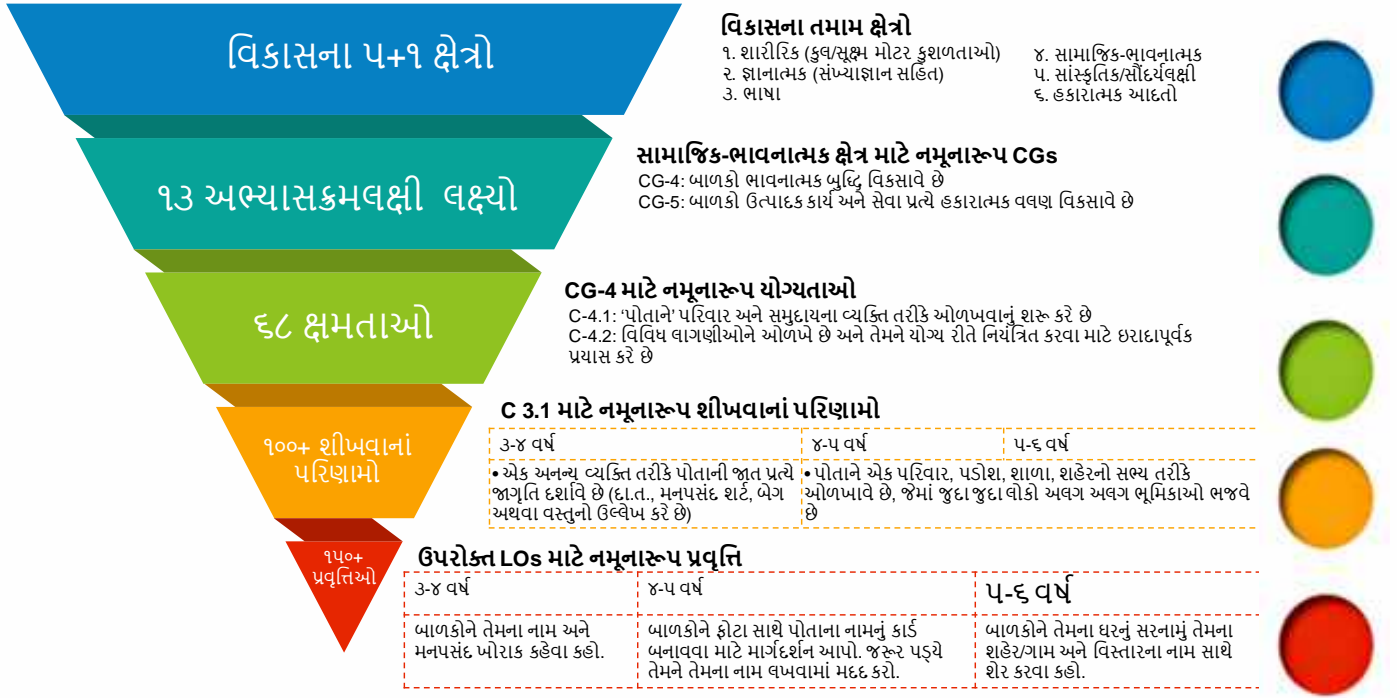 વિકાસના ૫+૧ ક્ષેત્રો
વિકાસના તમામ ક્ષેત્રો
૧. શારીરિક (કુલ/સૂક્ષ્મ મોટર કુશળતાઓ)
૨. જ્ઞાનાત્મક (સંખ્યાજ્ઞાન સહિત)
૩. ભાષા
૪. સામાજિક-ભાવનાત્મક
૫. સાંસ્કૃતિક/સૌંદર્યલક્ષી
૬. હકારાત્મક આદતો
૧૩ અભ્યાસક્રમલક્ષી લક્ષ્યો
સામાજિક-ભાવનાત્મક ક્ષેત્ર માટે નમૂનારૂપ CGs
CG-4: બાળકો ભાવનાત્મક બુદ્ધિ વિકસાવે છે
CG-5: બાળકો ઉત્પાદક કાર્ય અને સેવા પ્રત્યે હકારાત્મક વલણ વિકસાવે છે
૬૮ ક્ષમતાઓ
CG-4 માટે નમૂનારૂપ યોગ્યતાઓ
C-4.1: ‘પોતાને’ પરિવાર અને સમુદાયના વ્યક્તિ તરીકે ઓળખવાનું શરૂ કરે છે
C-4.2: વિવિધ લાગણીઓને ઓળખે છે અને તેમને યોગ્ય રીતે નિયંત્રિત કરવા માટે ઇરાદાપૂર્વક
પ્રયાસ કરે છે
૧૦૦+ શીખવાનાં
પરિણામો
C 3.1 માટે નમૂનારૂપ શીખવાનાં પરિણામો
૩-૪ વર્ષ
૪-૫ વર્ષ
૫-૬ વર્ષ
• એક અનન્ય વ્યક્તિ તરીકે પોતાની જાત પ્રત્યે
જાગૃતિ દર્શાવે છે (દા.ત., મનપસંદ શર્ટ, બેગ
અથવા વસ્તુનો ઉલ્લેખ કરે છે)
• પોતાને એક પરિવાર, પડોશ, શાળા, શહેરનો સભ્ય તરીકે
ઓળખાવે છે, જેમાં જુદા જુદા લોકો અલગ અલગ ભૂમિકાઓ ભજવે
છે
૧૫૦+
પ્રવૃત્તિઓ
ઉપરોક્ત LOs માટે નમૂનારૂપ પ્રવૃત્તિ
૩-૪ વર્ષ
૪-૫ વર્ષ
૫-૬ વર્ષ
બાળકોને તેમના નામ અને
મનપસંદ ખોરાક કહેવા કહો.
બાળકોને ફોટા સાથે પોતાના નામનું કાર્ડ
બનાવવા માટે માર્ગદર્શન આપો. જરૂર પડ્યે
તેમને તેમના નામ લખવામાં મદદ કરો.
બાળકોને તેમના ઘરનું સરનામું તેમના
શહેર/ગામ અને વિસ્તારના નામ સાથે
શેર કરવા કહો.